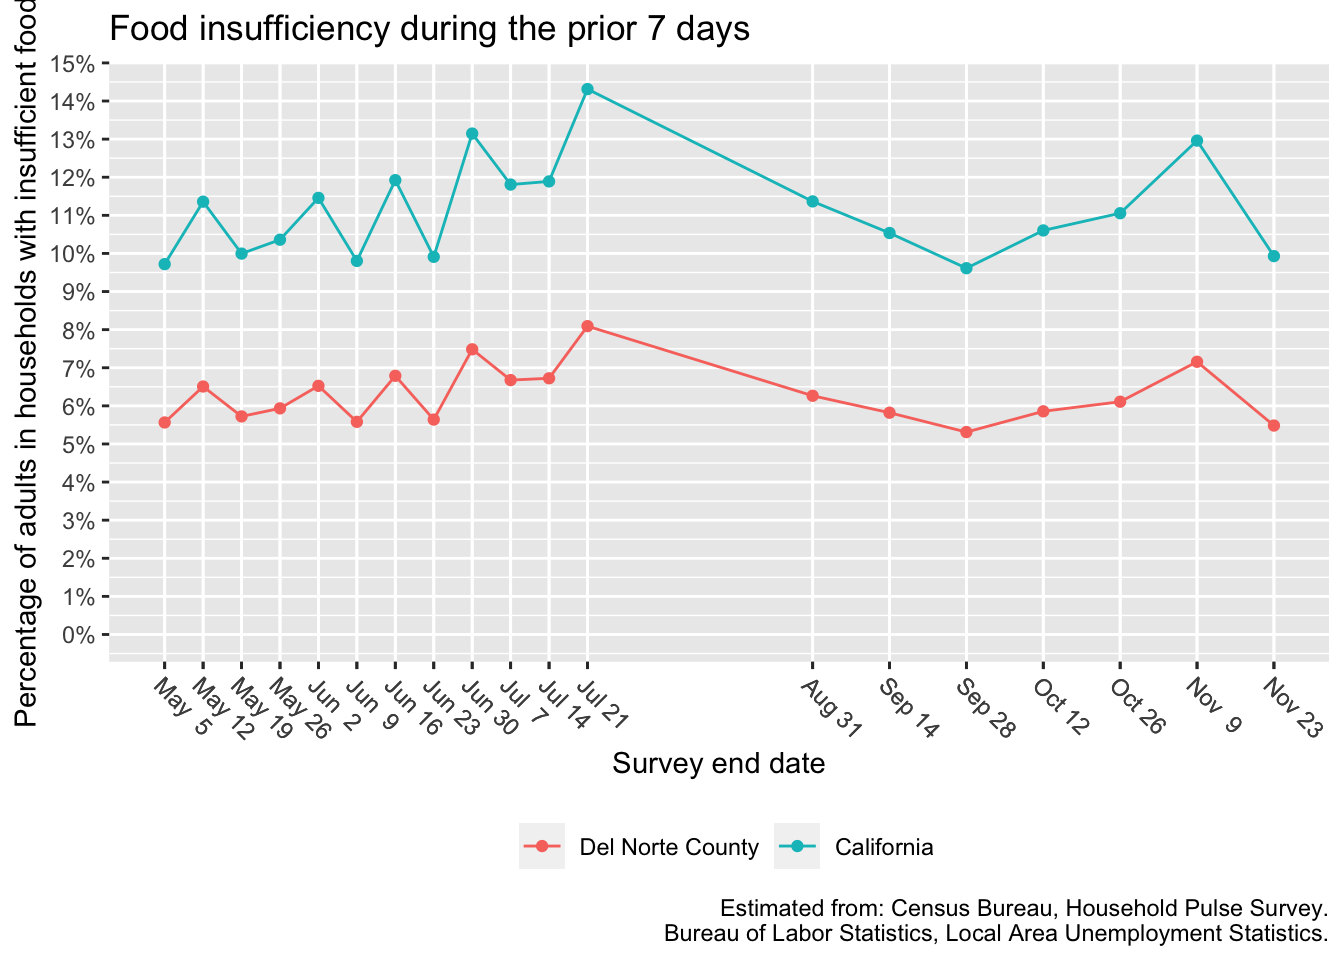 Food insufficiency during the prior 7 days
Percentage of adults in households with insufficient food
15%
14%
13%
12%
11%
10%
9%
8%
7%
6%
5%
4%
3%
2%
1%
0%
May 5
May 12
May 19
May 26
Jun 2
Jun 9
Jun 16
Jun 23
Jun 30
Jul 7
Jul 14
Jul 21
Aug 31
Sep 14
Sep 28
Oct 12
Oct 26
Nov 9
Nov 23
Survey end date
Del Norte County
California
Estimated from: Census Bureau, Household Pulse Survey.
Bureau of Labor Statistics, Local Area Unemployment Statistics.